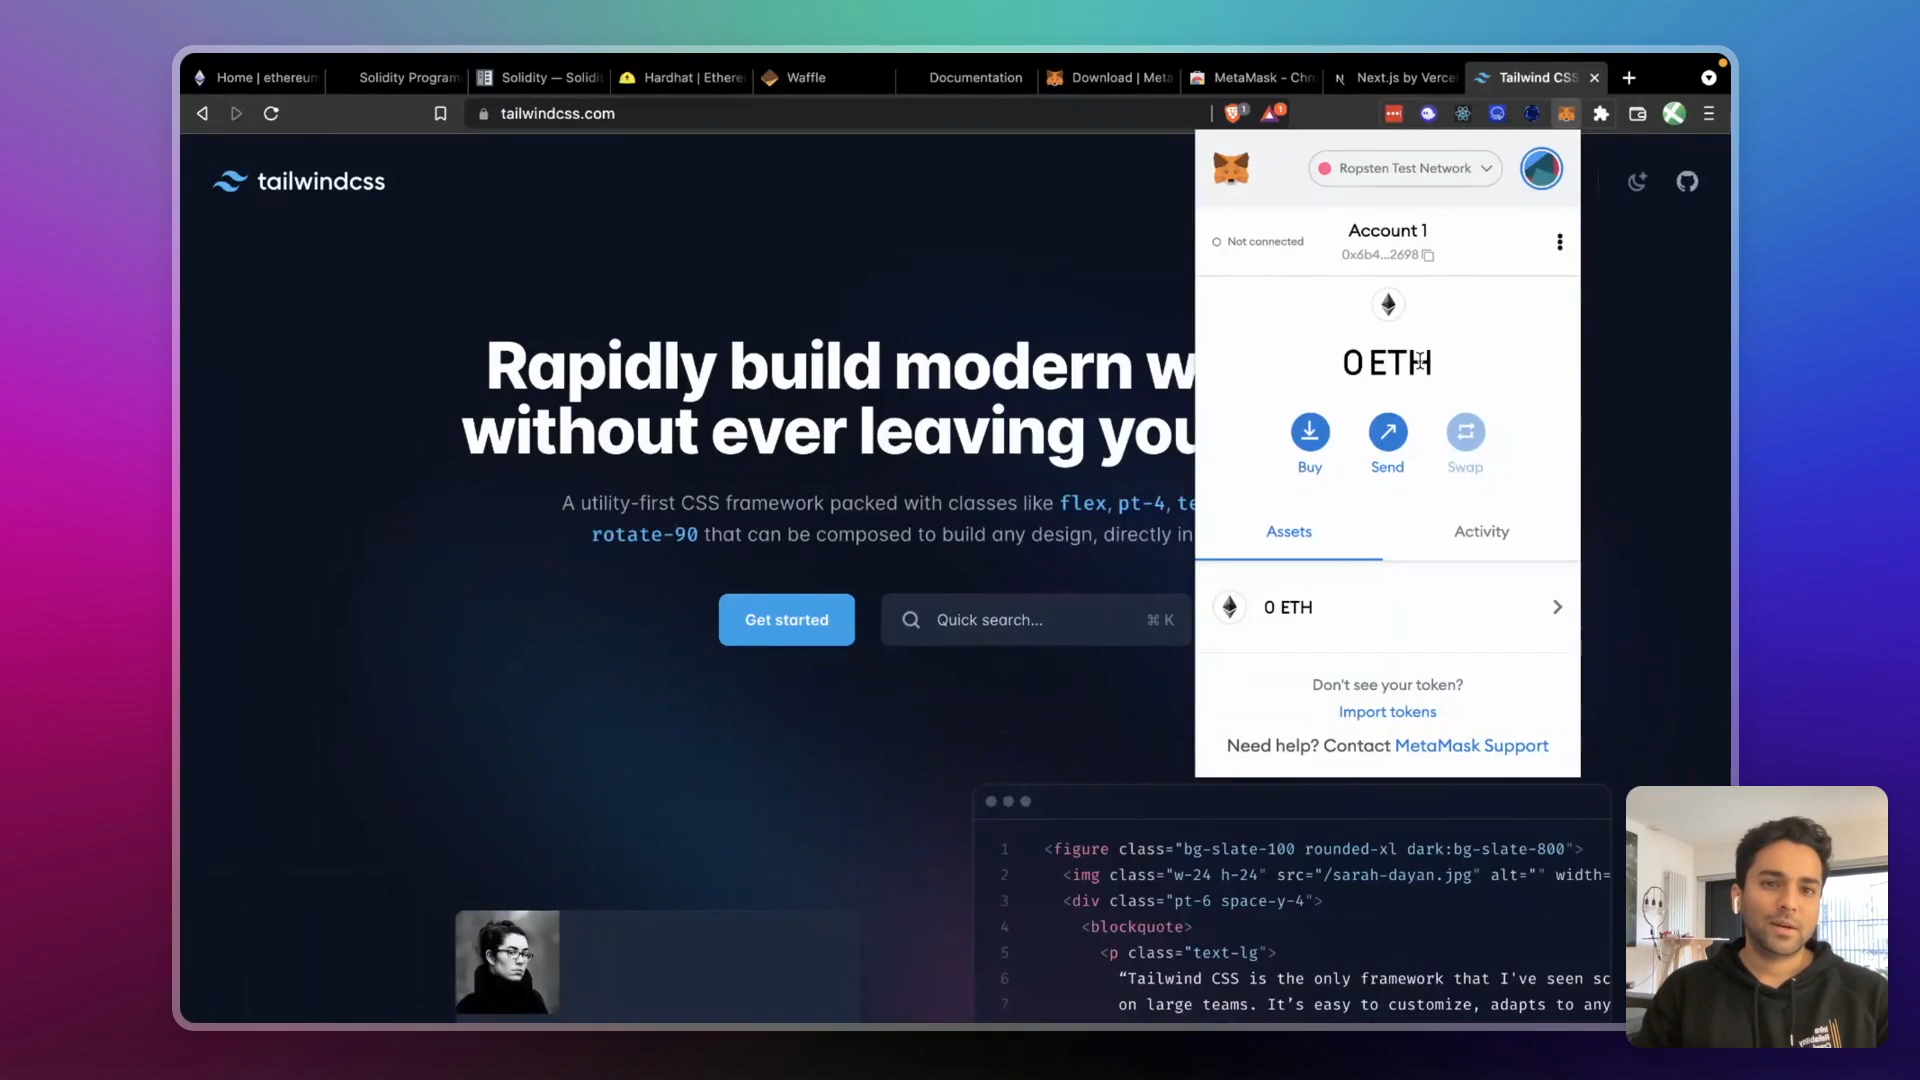 Home | ethereum
Solidity Program
Solidity — Solidi
Hardhat | Ethere
Waffle
Documentation
Download | Meta
MetaMask - Chro
Next.js by Vercel
Tailwind CSS
tailwindcss.com
1
1
tailwindcss
Ropsten Test Network
Not connected
Account 1
0x6b4...2698
0 ETH
Buy
Send
Swap
Assets
Activity
0 ETH
Don't see your token?
Import tokens
Need help? Contact MetaMask Support
Rapidly build modern w
without ever leaving you
A utility-first CSS framework packed with classes like flex, pt-4, te
rotate-90 that can be composed to build any design, directly in
Get started
Quick search...
⌘ K
1 <figure class="bg-slate-100 rounded-xl dark:bg-slate-800">
2 <img class="w-24 h-24" src="/sarah-dayan.jpg" alt="" width=
3 <div class="pt-6 space-y-4">
4 <blockquote>
5 <p class="text-lg">
6 “Tailwind CSS is the only framework that I've seen sc
7 on large teams. It’s easy to customize, adapts to any